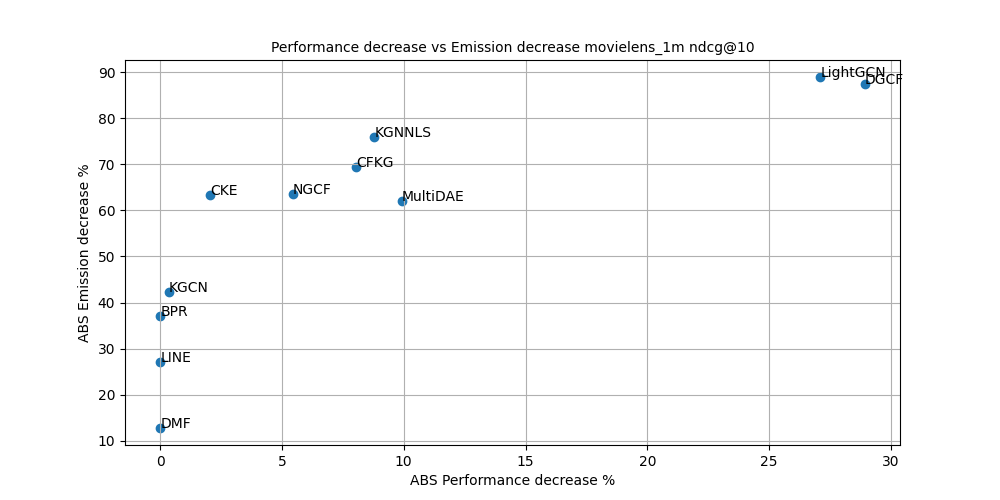 Performance decrease vs Emission decrease movielens_1m ndcg@10
ABS Emission decrease %
90
80
70
60
50
40
30
20
10
LightGCN
DGCF
KGNNLS
CFKG
CKE
NGCF
MultiDAE
KGCN
BPR
LINE
DMF
0
5
10
15
20
25
30
ABS Performance decrease %